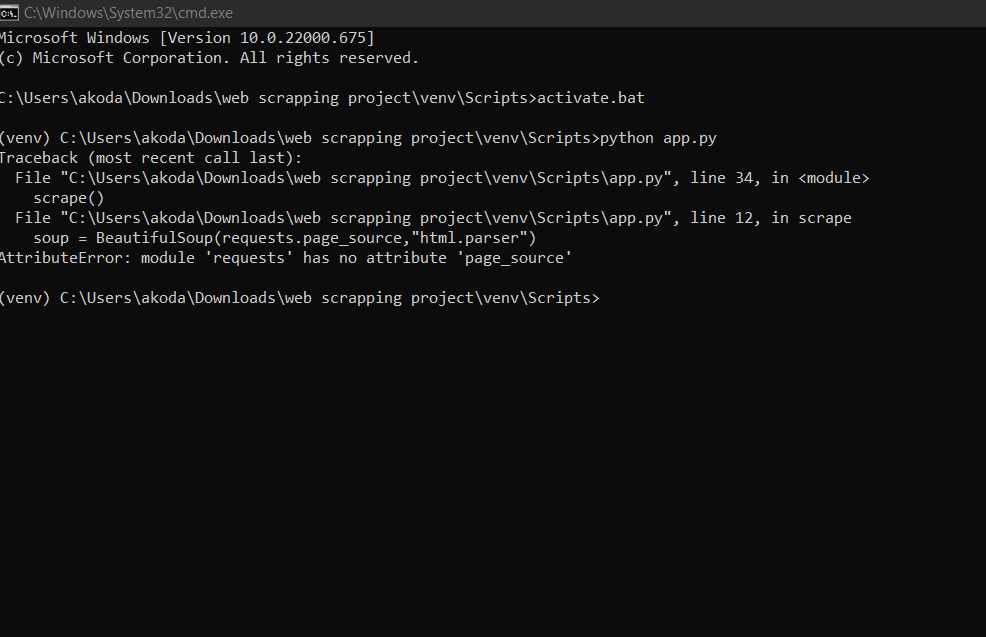 C:\Windows\System32\cmd.exe
Microsoft Windows [Version 10.0.22000.675]
(c) Microsoft Corporation. All rights reserved.
C:\Users\akoda\Downloads\web scrapping project\venv\Scripts>activate.bat
(venv) C:\Users\akoda\Downloads\web scrapping project\venv\Scripts>python app.py
Traceback (most recent call last):
  File "C:\Users\akoda\Downloads\web scrapping project\venv\Scripts\app.py", line 34, in <module>
    scrape()
  File "C:\Users\akoda\Downloads\web scrapping project\venv\Scripts\app.py", line 12, in scrape
    soup = BeautifulSoup(requests.page_source,"html.parser")
AttributeError: module 'requests' has no attribute 'page_source'
(venv) C:\Users\akoda\Downloads\web scrapping project\venv\Scripts>